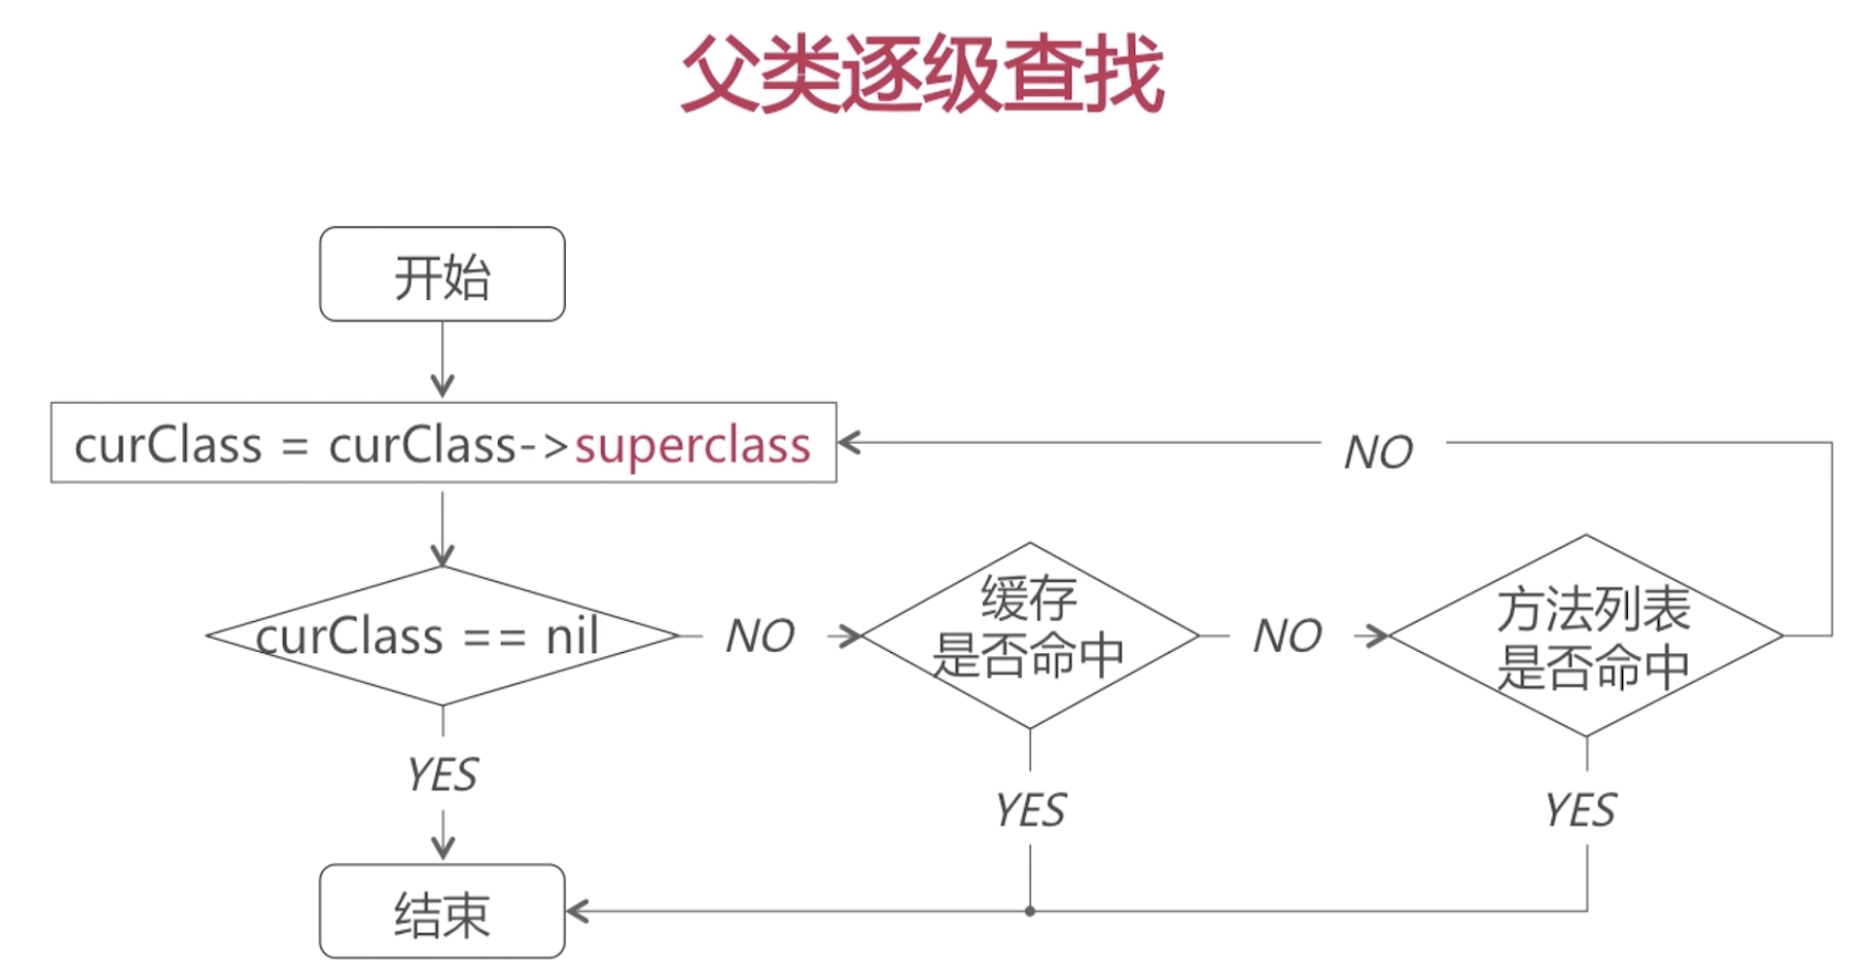 父类逐级查找
开始
curClass = curClass->superclass
NO
curClass == nil
NO
缓存
是否命中
NO
方法列表
是否命中
YES
YES
YES
结束